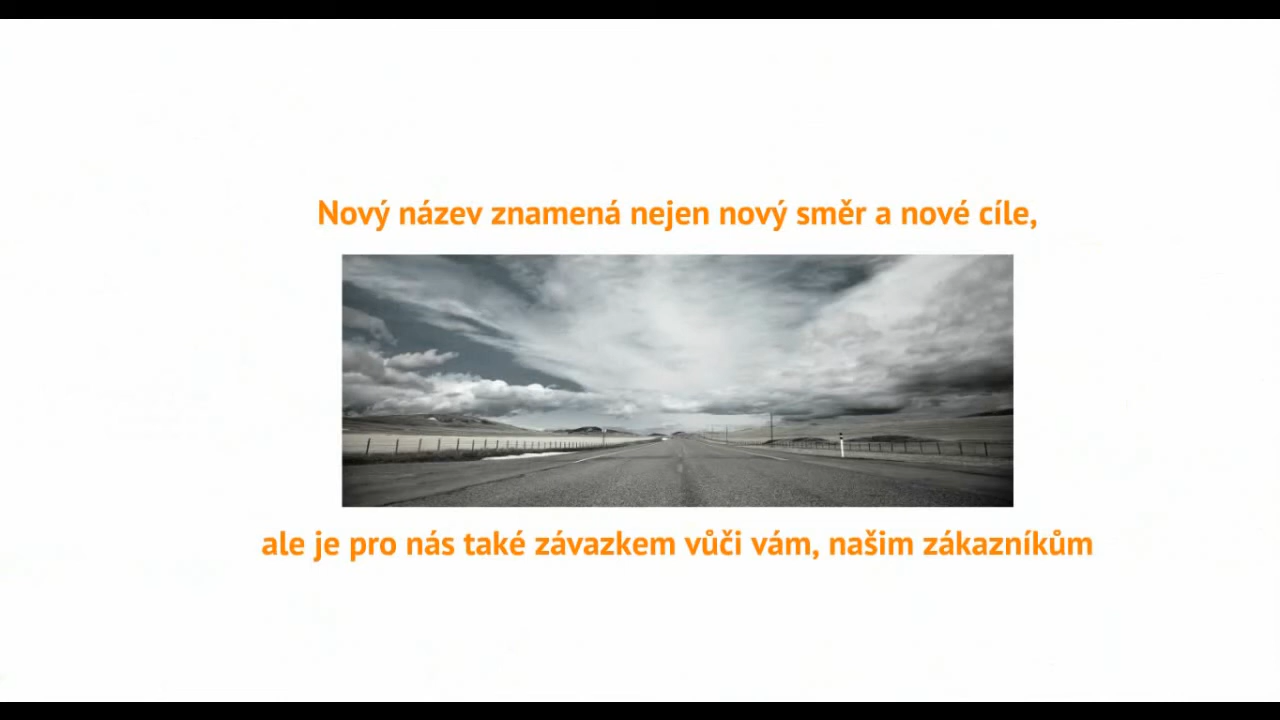 Nový název znamená nejen nový směr a nové cíle,
ale je pro nás také závazkem vůči vám, našim zákazníkům